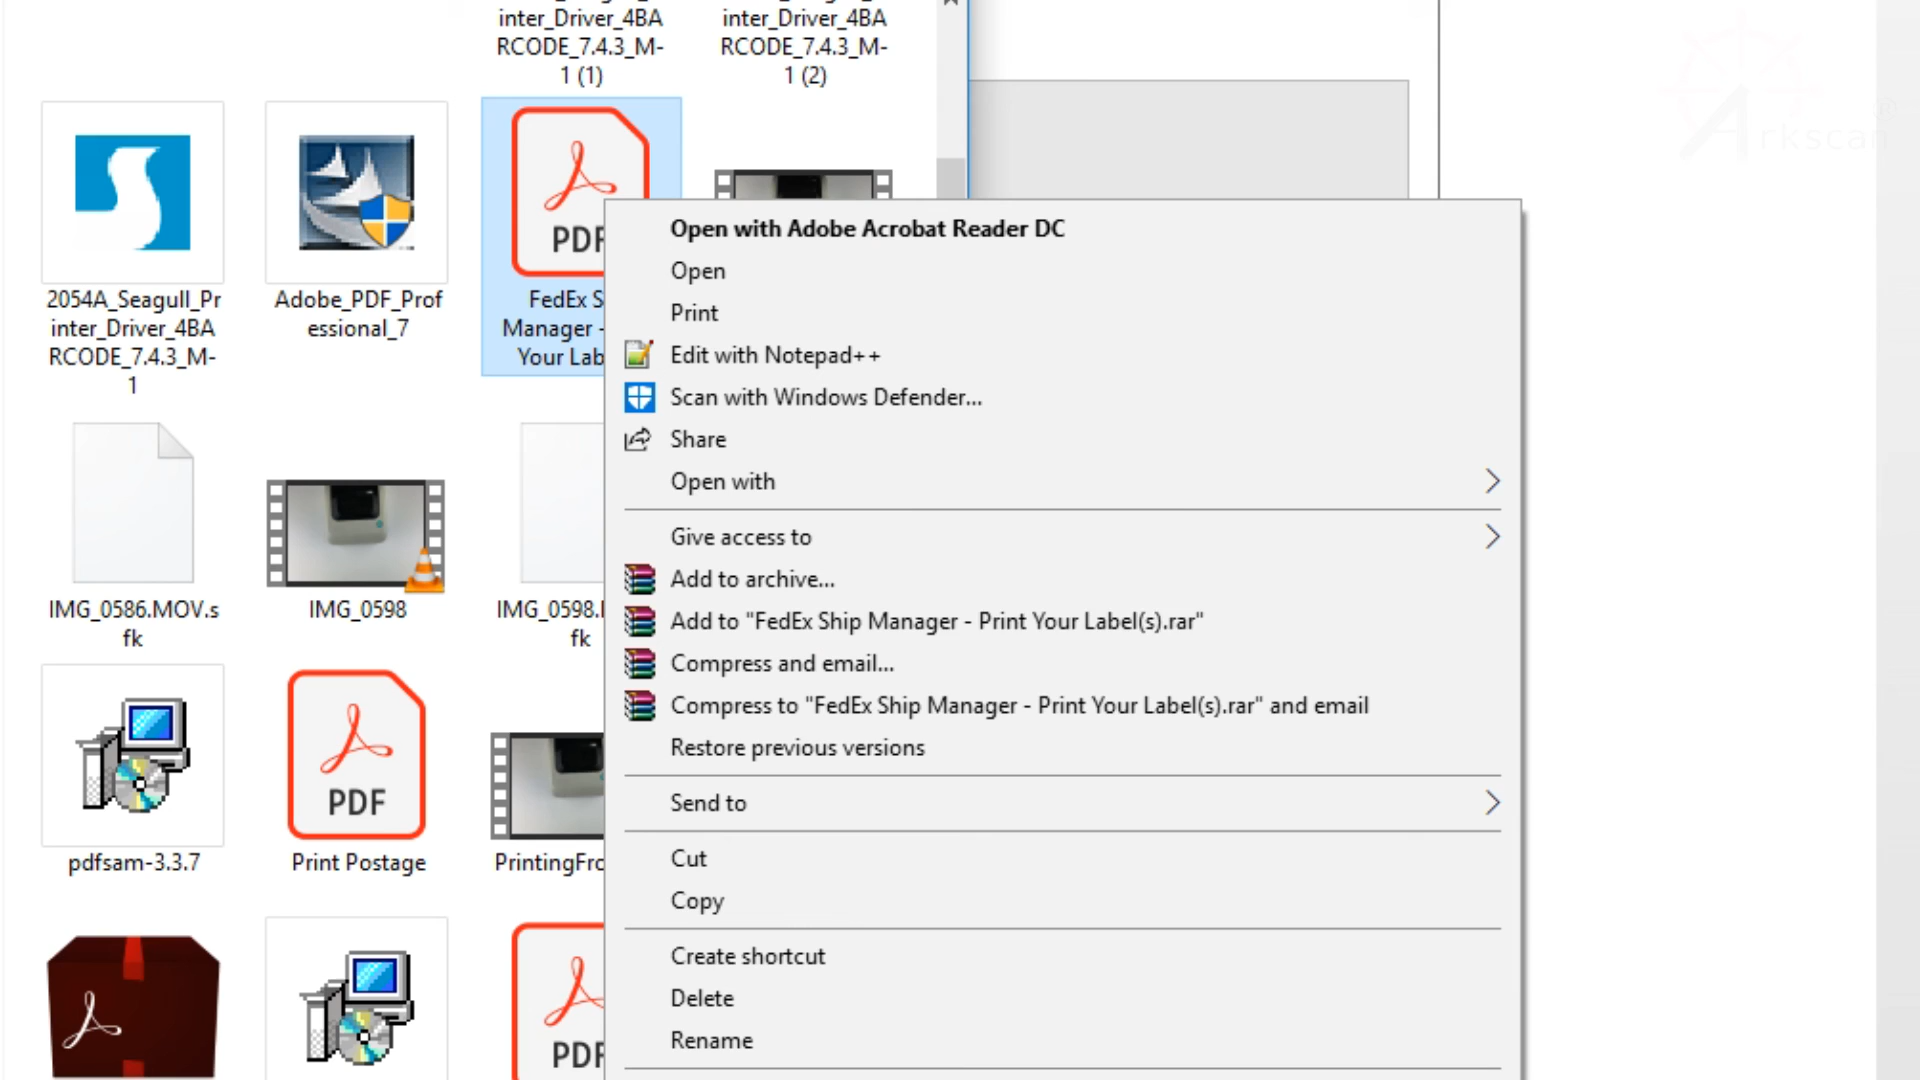 inter_Driver_4BA
RCODE_7.4.3_M-
1 (1)
inter_Driver_4BA
RCODE_7.4.3_M-
1 (2)
2054A_Seagull_Pr
inter_Driver_4BA
RCODE_7.4.3_M-
1
Adobe_PDF_Prof
essional_7
PDF
FedEx S
Manager -
Your Lab
IMG_0586.MOV.s
fk
IMG_0598
IMG_0598.
fk
pdfsam-3.3.7
PDF
Print Postage
PrintingFro
PDF
Open with Adobe Acrobat Reader DC
Open
Print
Edit with Notepad++
Scan with Windows Defender...
Share
Open with
Give access to
Add to archive...
Add to "FedEx Ship Manager - Print Your Label(s).rar"
Compress and email...
Compress to "FedEx Ship Manager - Print Your Label(s).rar" and email
Restore previous versions
Send to
Cut
Copy
Create shortcut
Delete
Rename
Arkscan®